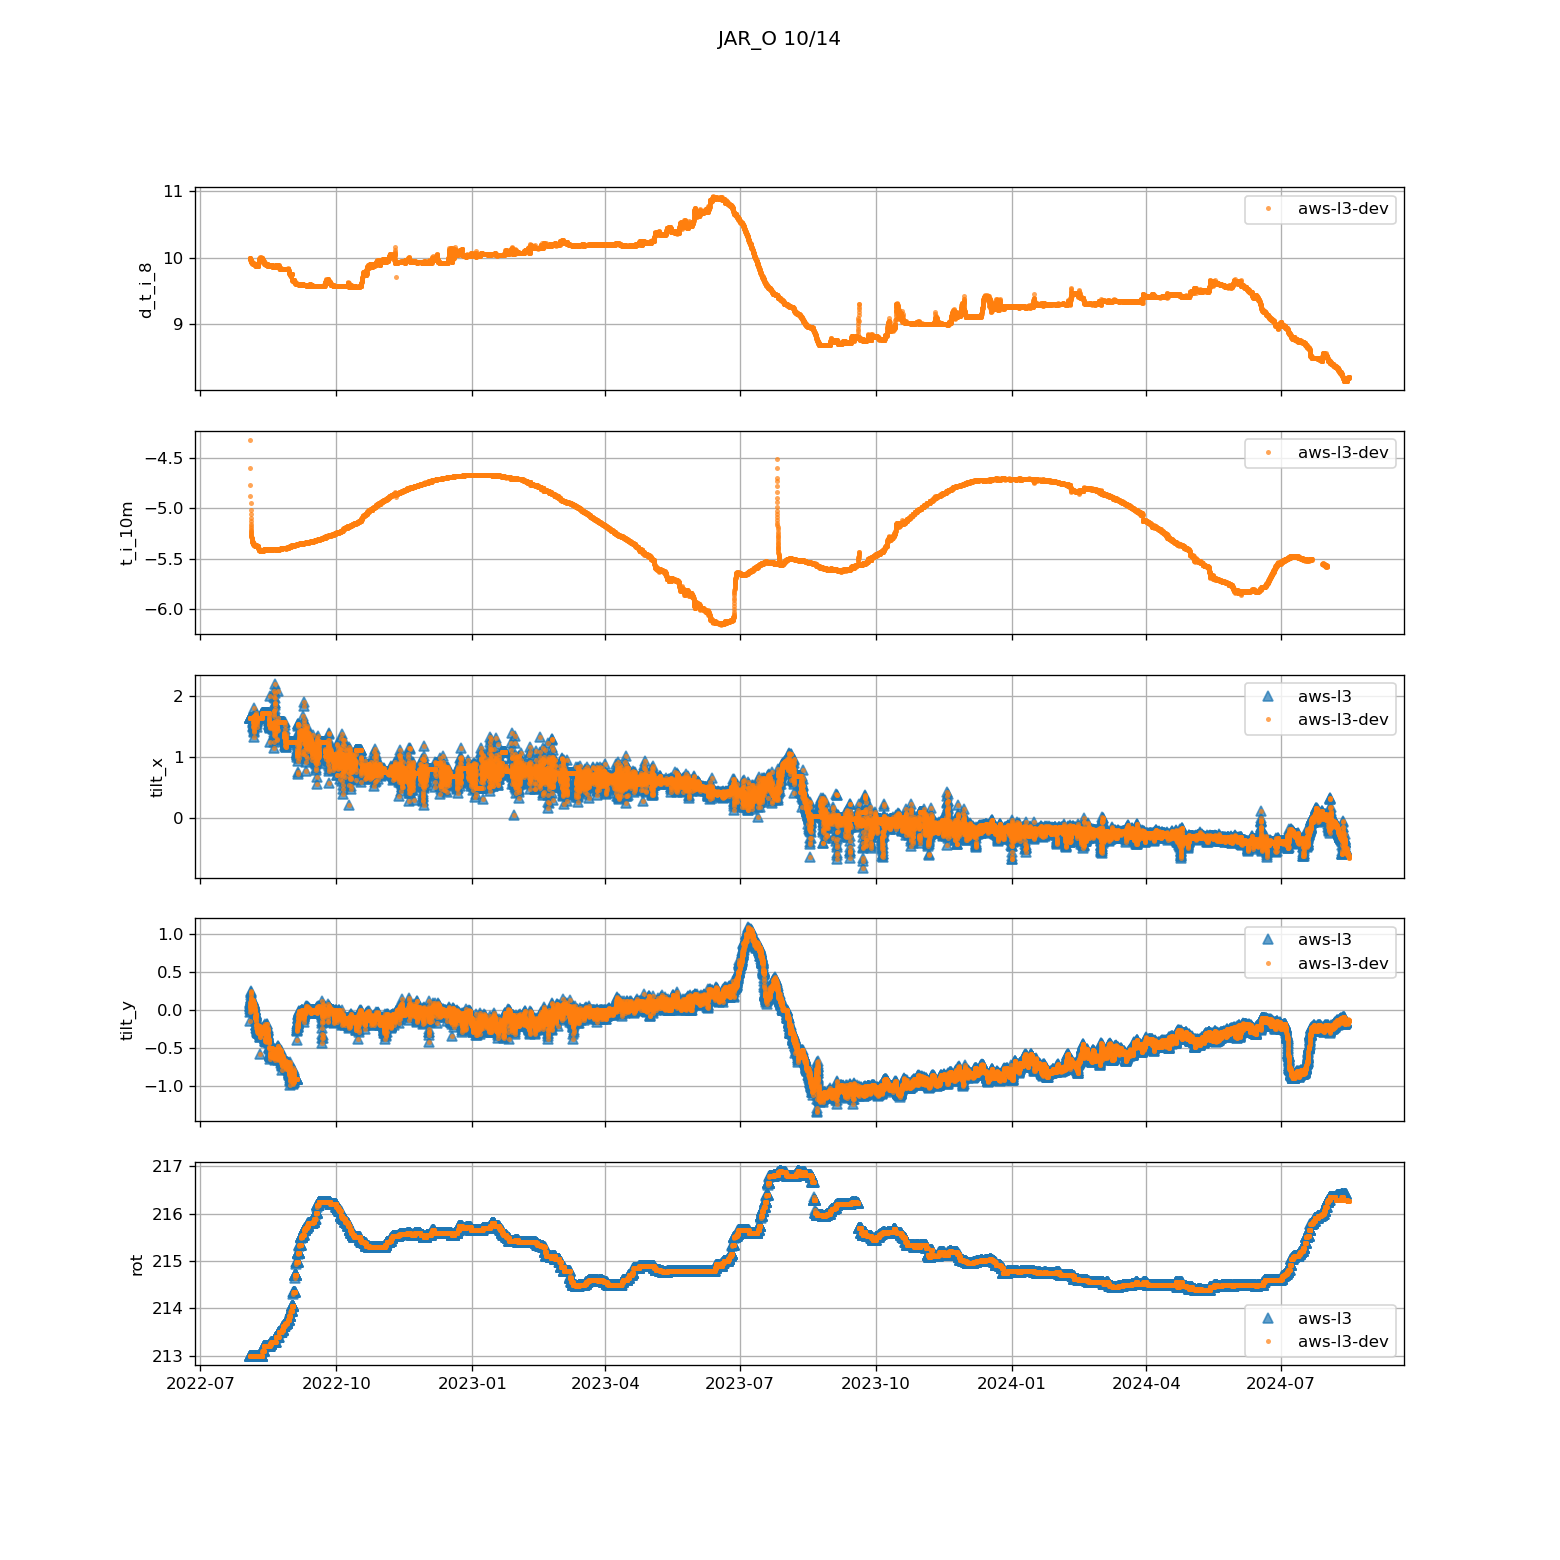 JAR_O 10/14
11
10
9
d_t_i_8
aws-l3-dev
−4.5
−5.0
−5.5
−6.0
t_i_10m
aws-l3-dev
2
1
0
tilt_x
aws-l3
aws-l3-dev
1.0
0.5
0.0
−0.5
−1.0
tilt_y
aws-l3
aws-l3-dev
217
216
215
214
213
rot
aws-l3
aws-l3-dev
2022-07 2022-10 2023-01 2023-04 2023-07 2023-10 2024-01 2024-04 2024-07